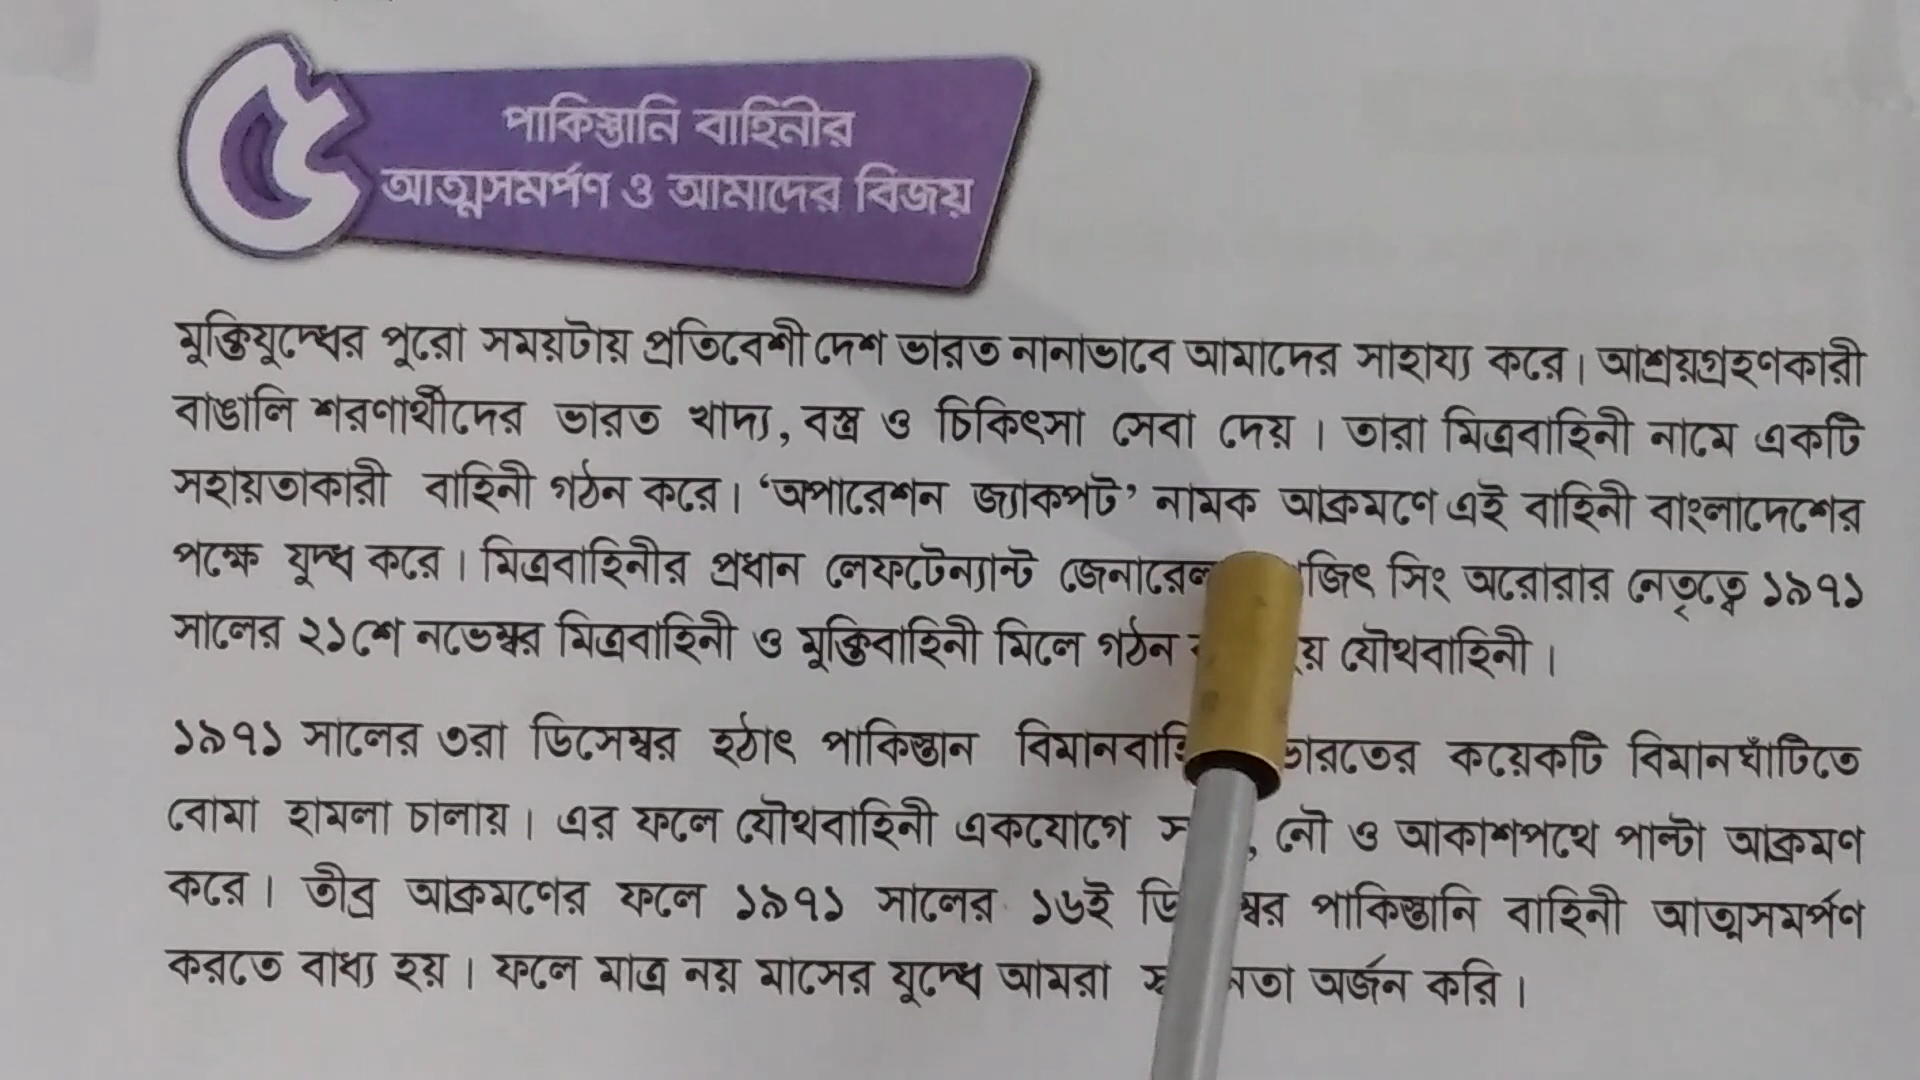 ৫
পাকিস্তানি বাহিনীর
আত্মসমর্পণ ও আমাদের বিজয়
মুক্তিযুদ্ধের পুরো সময়টায় প্রতিবেশী দেশ ভারত নানাভাবে আমাদের সাহায্য করে। আশ্রয়গ্রহণকারী
বাঙালি শরণার্থীদের ভারত খাদ্য, বস্ত্র ও চিকিৎসা সেবা দেয়। তারা মিত্রবাহিনী নামে একটি
সহায়তাকারী বাহিনী গঠন করে। ‘অপারেশন জ্যাকপট’ নামক আক্রমণে এই বাহিনী বাংলাদেশের
পক্ষে যুদ্ধ করে। মিত্রবাহিনীর প্রধান লেফটেন্যান্ট জেনারেল সিং অরোরার নেতৃত্বে ১৯৭১
সালের ২১শে নভেম্বর মিত্রবাহিনী ও মুক্তিবাহিনী মিলে গঠন যৌথবাহিনী।
১৯৭১ সালের ৩রা ডিসেম্বর হঠাৎ পাকিস্তান ভারতের কয়েকটি বিমানঘাঁটিতে
বোমা হামলা চালায়। এর ফলে যৌথবাহিনী একযোগে নৌ ও আকাশপথে পাল্টা আক্রমণ
করে। তীব্র আক্রমণের ফলে ১৯৭১ সালের ১৬ই ডিসেম্বর পাকিস্তানি বাহিনী আত্মসমর্পণ
করতে বাধ্য হয়। ফলে মাত্র নয় মাসের যুদ্ধে আমরা অর্জন করি।